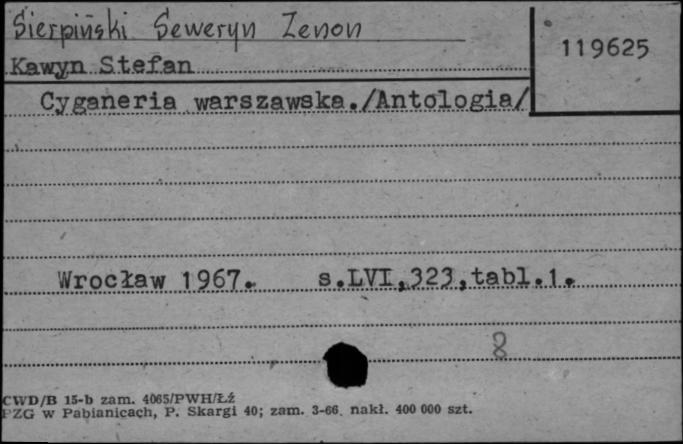 Sierpiński Seweryn Zenon
119625
Kawyn Stefan
Cyganeria warszawska./Antologia/
Wrocław 1967. s.LVI,323,tabl.1.
8
CWD/B 15-b zam. 4065/PWH/Łź
PZG w Pabianicach, P. Skargi 40; zam. 3-66. nakł. 400 000 szt.